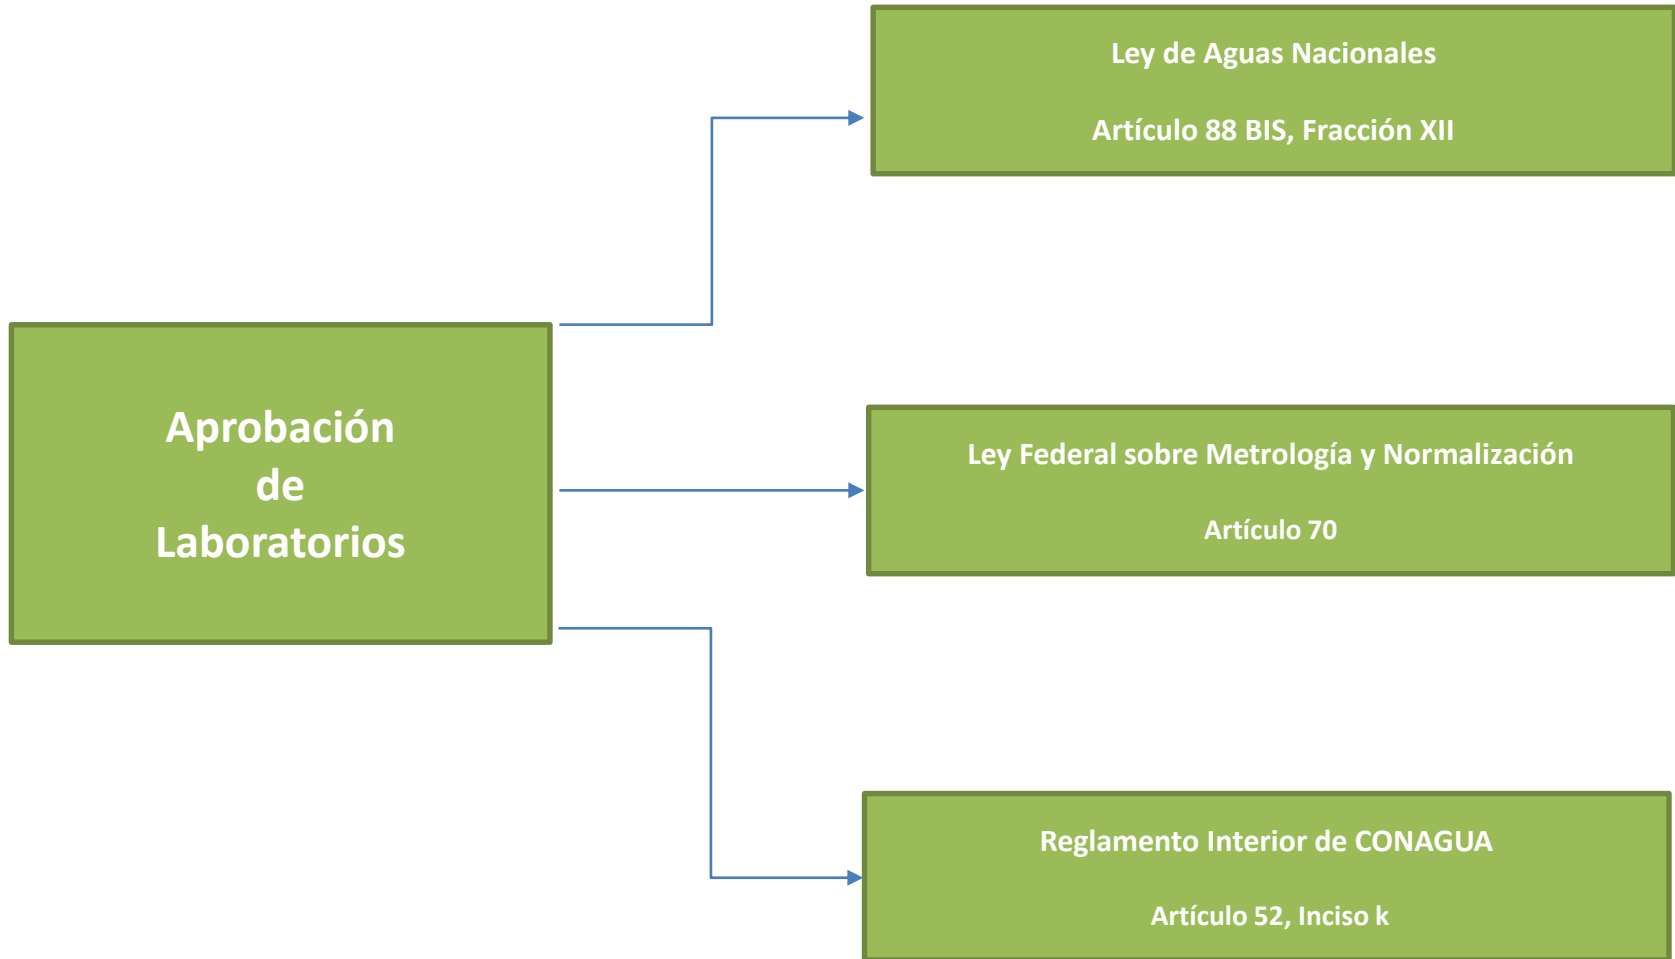 Ley de Aguas Nacionales
Artículo 88 BIS, Fracción XII
Aprobación
de
Laboratorios
Ley Federal sobre Metrología y Normalización
Artículo 70
Reglamento Interior de CONAGUA
Artículo 52, Inciso k